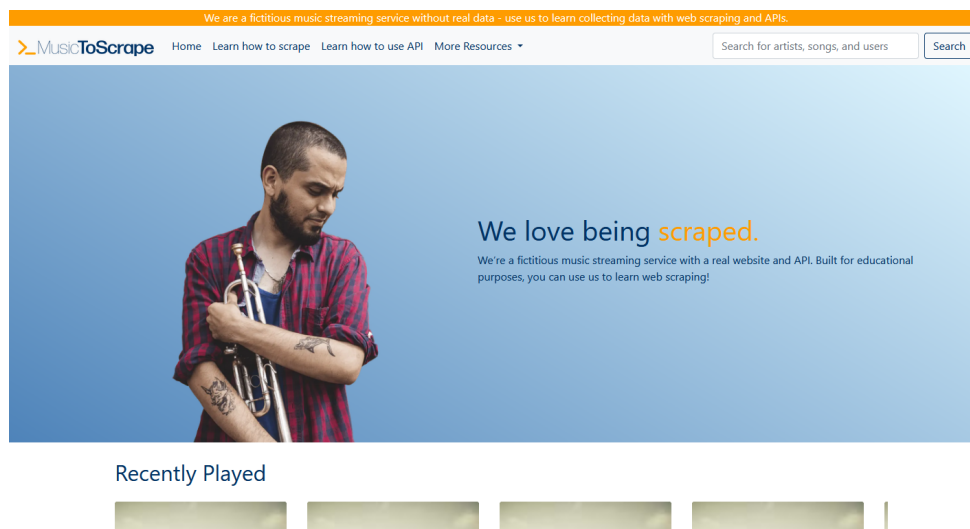 We are a fictitious music streaming service without real data - use us to learn collecting data with web scraping and APIs.
MusicToScrape Home Learn how to scrape Learn how to use API More Resources Search for artists, songs, and users Search
We love being scraped.
We're a fictitious music streaming service with a real website and API. Built for educational
purposes, you can use us to learn web scraping!
Recently Played